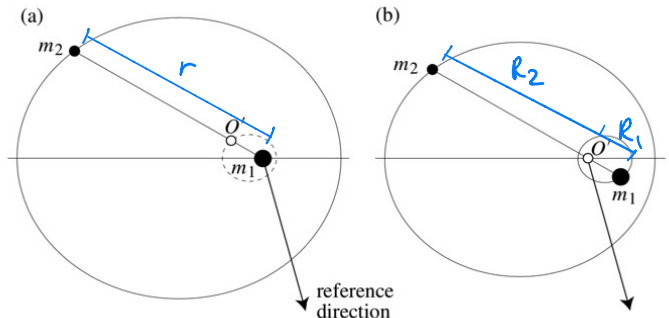 (a)
m₂
r
O'
m₁
reference
direction
(b)
m₂
R₂
R₁
O'
m₁